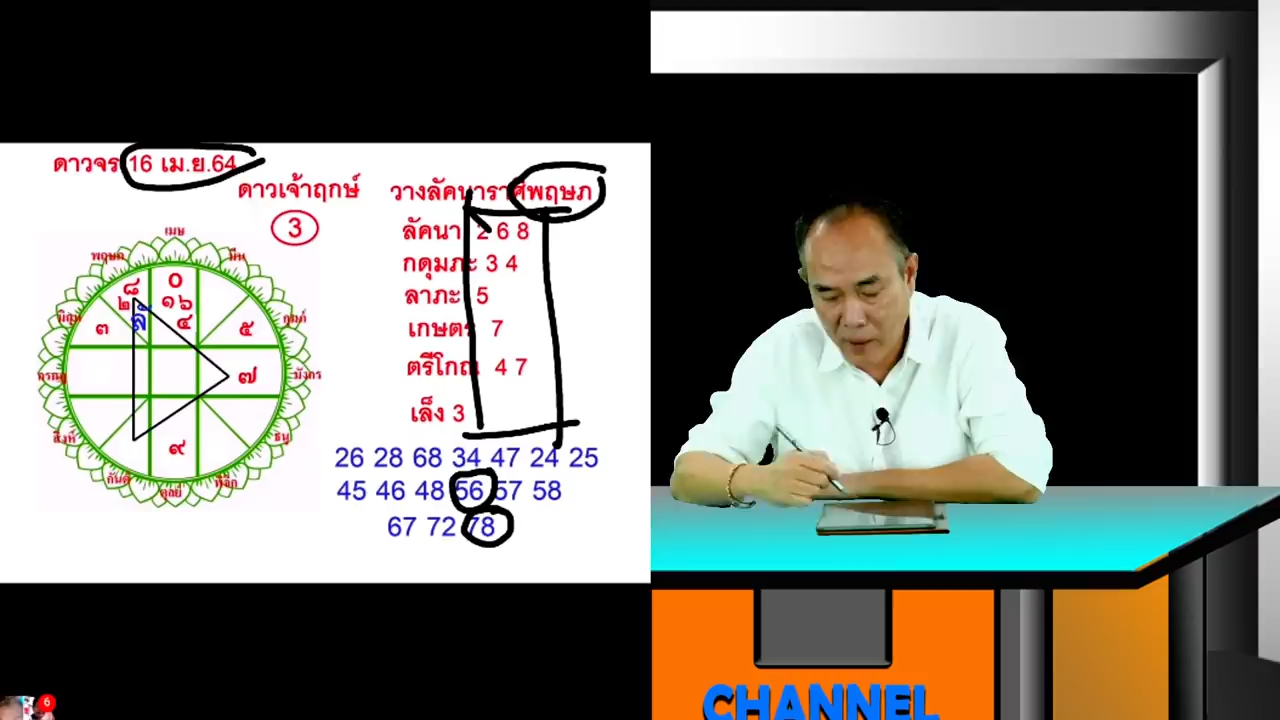 ดาวจร 16 เม.ย.64
ดาวเจ้าฤกษ์
3
วางลัคนาราศีพฤษภ
ลัคนา 2 6 8
กดุมภะ 3 4
ลาภะ 5
เกษตร 7
ตรีโกณ 4 7
เล็ง 3
26 28 68 34 47 24 25
45 46 48 56 57 58
67 72 78
เมษ
พฤษภ
มีน
เมถุน
กุมภ์
กรกฎ
มังกร
สิงห์
ธนู
กันย์
ตุลย์
พิจิก
๘ ๐
๒ ๑ ๖
ลั ๔
๓ ๕
๗
๙
6
CHANNEL